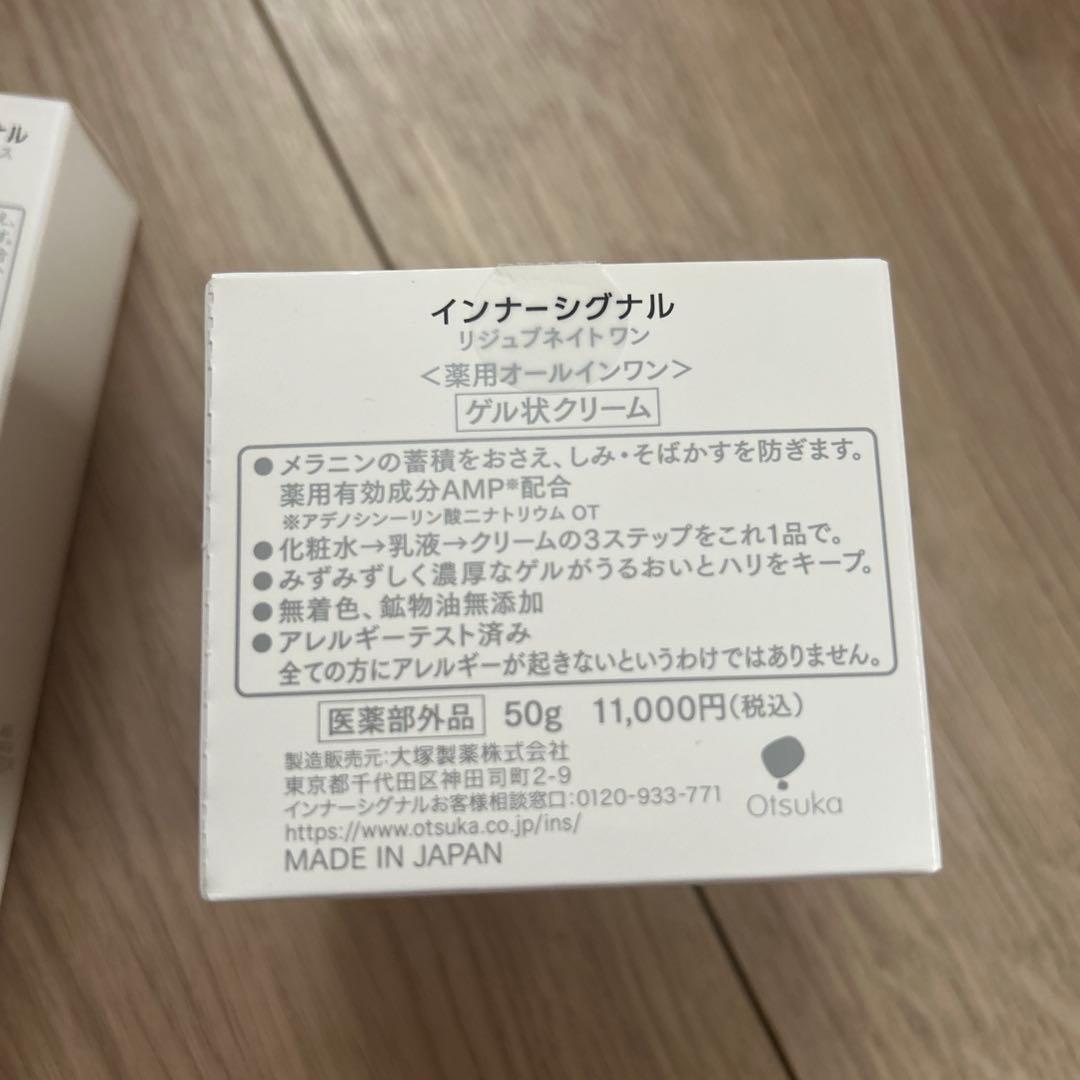 インナーシグナル
リジュブネイト ワン
＜薬用オールインワン＞
ゲル状クリーム
●メラニンの蓄積をおさえ、しみ・そばかすを防ぎます。
薬用有効成分AMP※配合
※アデノシン一リン酸二ナトリウム OT
●化粧水→乳液→クリームの3ステップをこれ1品で。
●みずみずしく濃厚なゲルがうるおいとハリをキープ。
●無着色、鉱物油無添加
●アレルギーテスト済み
全ての方にアレルギーが起きないというわけではありません。
医薬部外品 50g 11,000円(税込)
製造販売元:大塚製薬株式会社
東京都千代田区神田司町2-9
インナーシグナルお客様相談窓口:0120-933-771
https://www.otsuka.co.jp/ins/
MADE IN JAPAN
Otsuka
ナル
ス